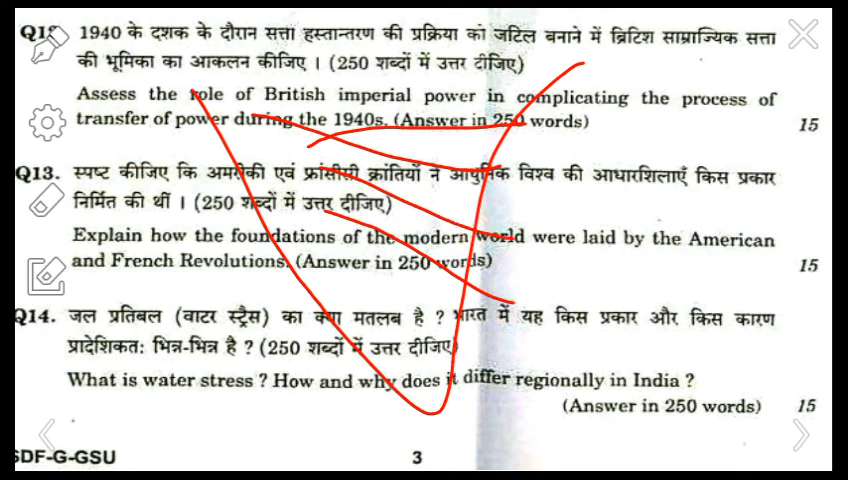 1940 के दशक के दौरान सत्ता हस्तान्तरण की प्रक्रिया को जटिल बनाने में ब्रिटिश साम्राज्यिक सत्ता
की भूमिका का आकलन कीजिए । (250 शब्दों में उत्तर दीजिए)
Assess the role of British imperial power in complicating the process of
transfer of power during the 1940s. (Answer in 250 words) 15
Q13. स्पष्ट कीजिए कि अमरीकी एवं फ्रांसीसी क्रांतियों ने आधुनिक विश्व की आधारशिलाएँ किस प्रकार
निर्मित की थीं । (250 शब्दों में उत्तर दीजिए)
Explain how the foundations of the modern world were laid by the American
and French Revolutions. (Answer in 250 words) 15
Q14. जल प्रतिबल (वाटर स्ट्रैस) का क्या मतलब है ? भारत में यह किस प्रकार और किस कारण
प्रादेशिकतः भिन्न-भिन्न है ? (250 शब्दों में उत्तर दीजिए)
What is water stress ? How and why does it differ regionally in India ?
(Answer in 250 words) 15
SDF-G-GSU 3